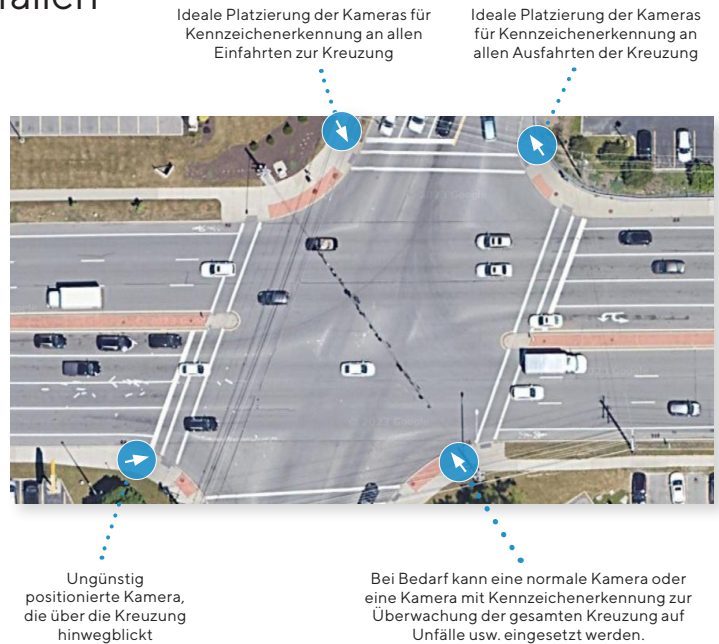 Ideale Platzierung der Kameras für
Kennzeichenerkennung an allen
Einfahrten zur Kreuzung
Ideale Platzierung der Kameras
für Kennzeichenerkennung an
allen Ausfahrten der Kreuzung
Ungünstig
positionierte Kamera,
die über die Kreuzung
hinwegblickt
Bei Bedarf kann eine normale Kamera oder
eine Kamera mit Kennzeichenerkennung zur
Überwachung der gesamten Kreuzung auf
Unfälle usw. eingesetzt werden.